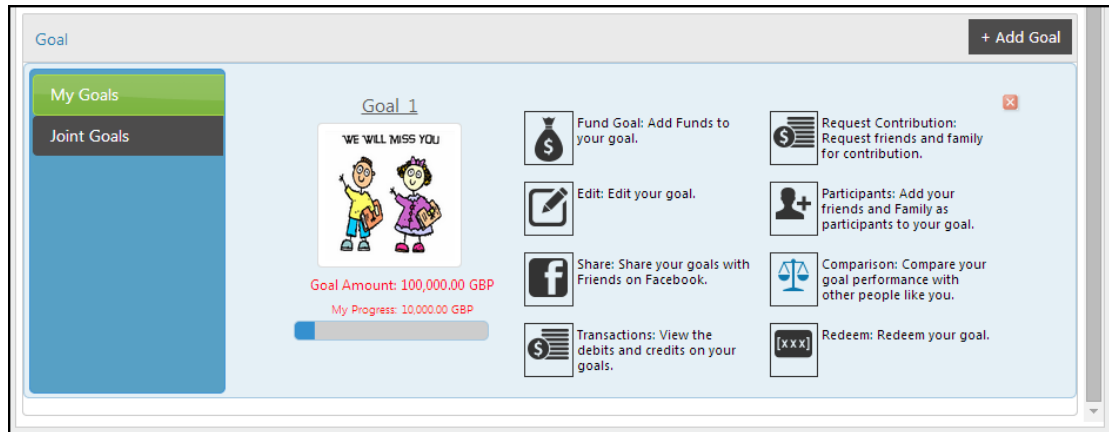 Goal
+ Add Goal
My Goals
Joint Goals
Goal 1
WE WILL MISS YOU
Goal Amount: 100,000.00 GBP
My Progress: 10,000.00 GBP
Fund Goal: Add Funds to
your goal.
Edit: Edit your goal.
Share: Share your goals with
Friends on Facebook.
Transactions: View the
debits and credits on your
goals.
Request Contribution:
Request friends and family
for contribution.
Participants: Add your
friends and Family as
participants to your goal.
Comparison: Compare your
goal performance with
other people like you.
[xxx]
Redeem: Redeem your goal.